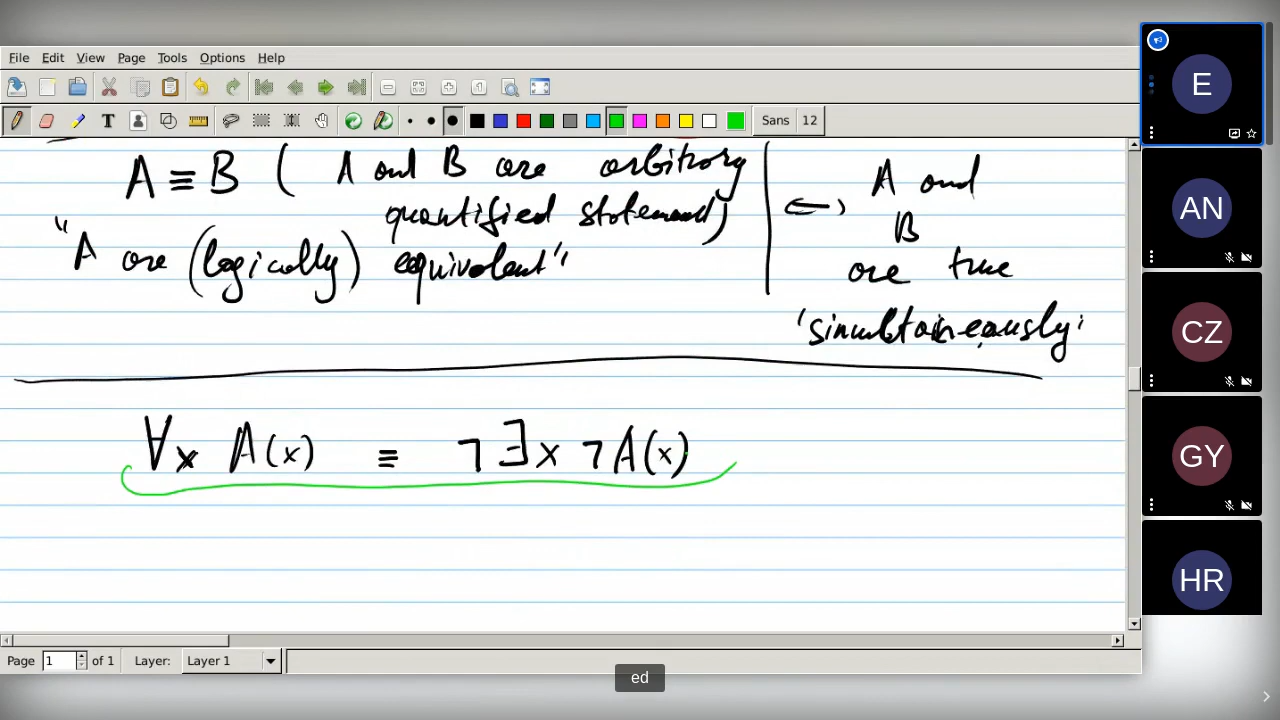 File Edit View Page Tools Options Help
Sans 12
A ≡ B ( A and B are arbitrary
quantified statement)
"A are (logically) equivalent"
⟷ A and
B
are true
'simultaneously'
∀x A(x) ≡ ¬∃x ¬A(x)
Page 1 of 1 Layer: Layer 1
ed
E
AN
CZ
GY
HR